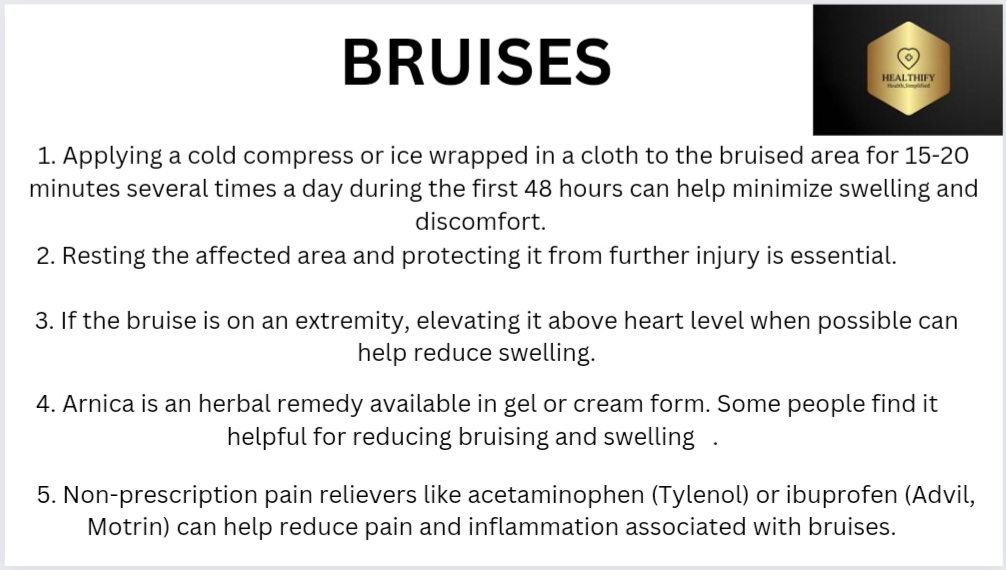 BRUISES
HEALTHIFY
Health,Simplified
1. Applying a cold compress or ice wrapped in a cloth to the bruised area for 15-20
minutes several times a day during the first 48 hours can help minimize swelling and
discomfort.
2. Resting the affected area and protecting it from further injury is essential.
3. If the bruise is on an extremity, elevating it above heart level when possible can
help reduce swelling.
4. Arnica is an herbal remedy available in gel or cream form. Some people find it
helpful for reducing bruising and swelling   .
5. Non-prescription pain relievers like acetaminophen (Tylenol) or ibuprofen (Advil,
Motrin) can help reduce pain and inflammation associated with bruises.